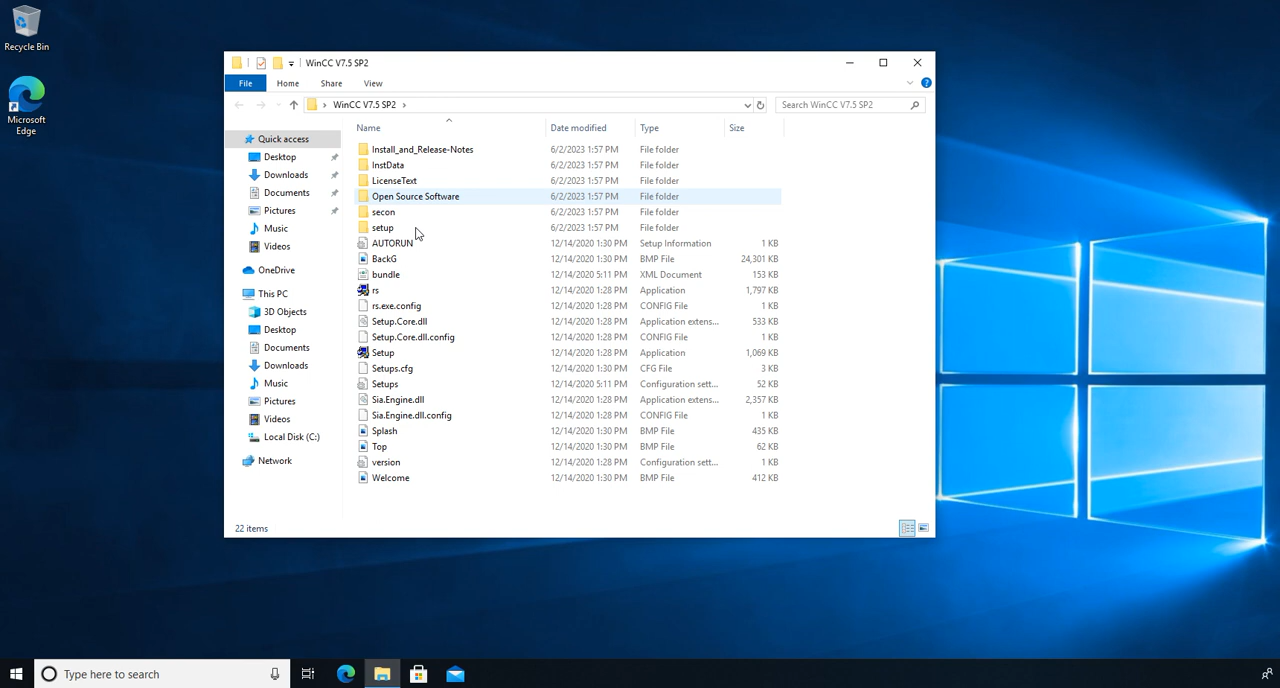 Recycle Bin
Microsoft
Edge
WinCC V7.5 SP2
File Home Share View
WinCC V7.5 SP2
Search WinCC V7.5 SP2
Name Date modified Type Size
Quick access
Desktop
Downloads
Documents
Pictures
Music
Videos
OneDrive
This PC
3D Objects
Desktop
Documents
Downloads
Music
Pictures
Videos
Local Disk (C:)
Network
Install_and_Release-Notes 6/2/2023 1:57 PM File folder
InstData 6/2/2023 1:57 PM File folder
LicenseText 6/2/2023 1:57 PM File folder
Open Source Software 6/2/2023 1:57 PM File folder
secon 6/2/2023 1:57 PM File folder
setup 6/2/2023 1:57 PM File folder
AUTORUN 12/14/2020 1:30 PM Setup Information 1 KB
BackG 12/14/2020 1:30 PM BMP File 24,301 KB
bundle 12/14/2020 5:11 PM XML Document 153 KB
rs 12/14/2020 1:28 PM Application 1,797 KB
rs.exe.config 12/14/2020 1:28 PM CONFIG File 1 KB
Setup.Core.dll 12/14/2020 1:28 PM Application extens... 533 KB
Setup.Core.dll.config 12/14/2020 1:28 PM CONFIG File 1 KB
Setup 12/14/2020 1:28 PM Application 1,069 KB
Setups.cfg 12/14/2020 1:30 PM CFG File 3 KB
Setups 12/14/2020 5:11 PM Configuration sett... 52 KB
Sia.Engine.dll 12/14/2020 1:28 PM Application extens... 2,357 KB
Sia.Engine.dll.config 12/14/2020 1:28 PM CONFIG File 1 KB
Splash 12/14/2020 1:30 PM BMP File 435 KB
Top 12/14/2020 1:30 PM BMP File 62 KB
version 12/14/2020 1:28 PM Configuration sett... 1 KB
Welcome 12/14/2020 1:30 PM BMP File 412 KB
22 items
Type here to search